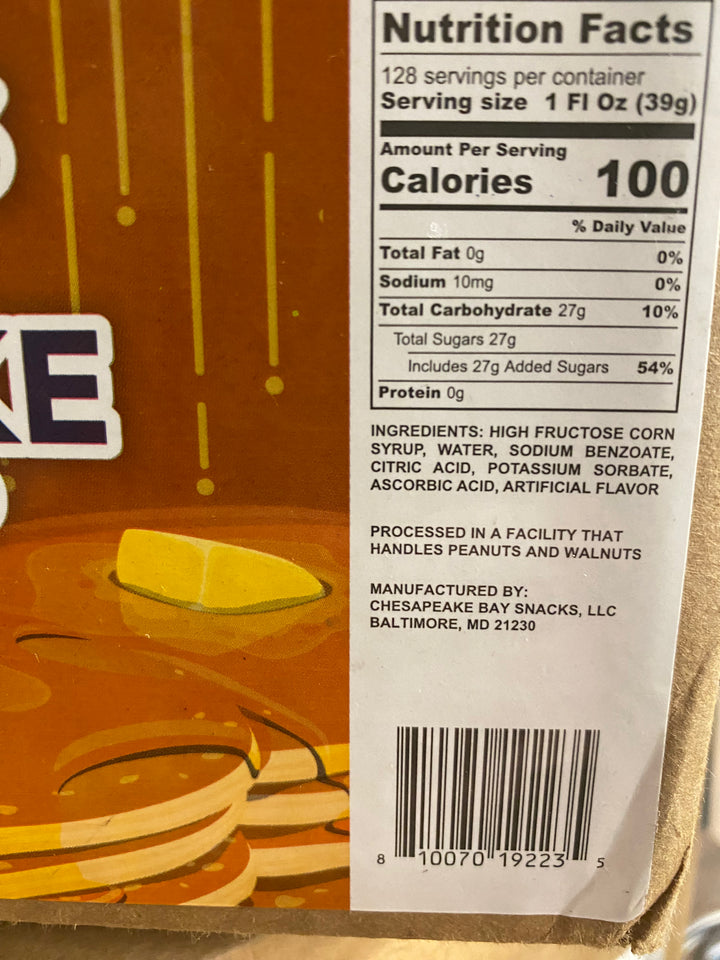 KE
Nutrition Facts
128 servings per container
Serving size 1 Fl Oz (39g)
Amount Per Serving
Calories 100
% Daily Value
Total Fat 0g 0%
Sodium 10mg 0%
Total Carbohydrate 27g 10%
Total Sugars 27g
Includes 27g Added Sugars 54%
Protein 0g
INGREDIENTS: HIGH FRUCTOSE CORN
SYRUP, WATER, SODIUM BENZOATE,
CITRIC ACID, POTASSIUM SORBATE,
ASCORBIC ACID, ARTIFICIAL FLAVOR
PROCESSED IN A FACILITY THAT
HANDLES PEANUTS AND WALNUTS
MANUFACTURED BY:
CHESAPEAKE BAY SNACKS, LLC
BALTIMORE, MD 21230
8 10070 19223 5